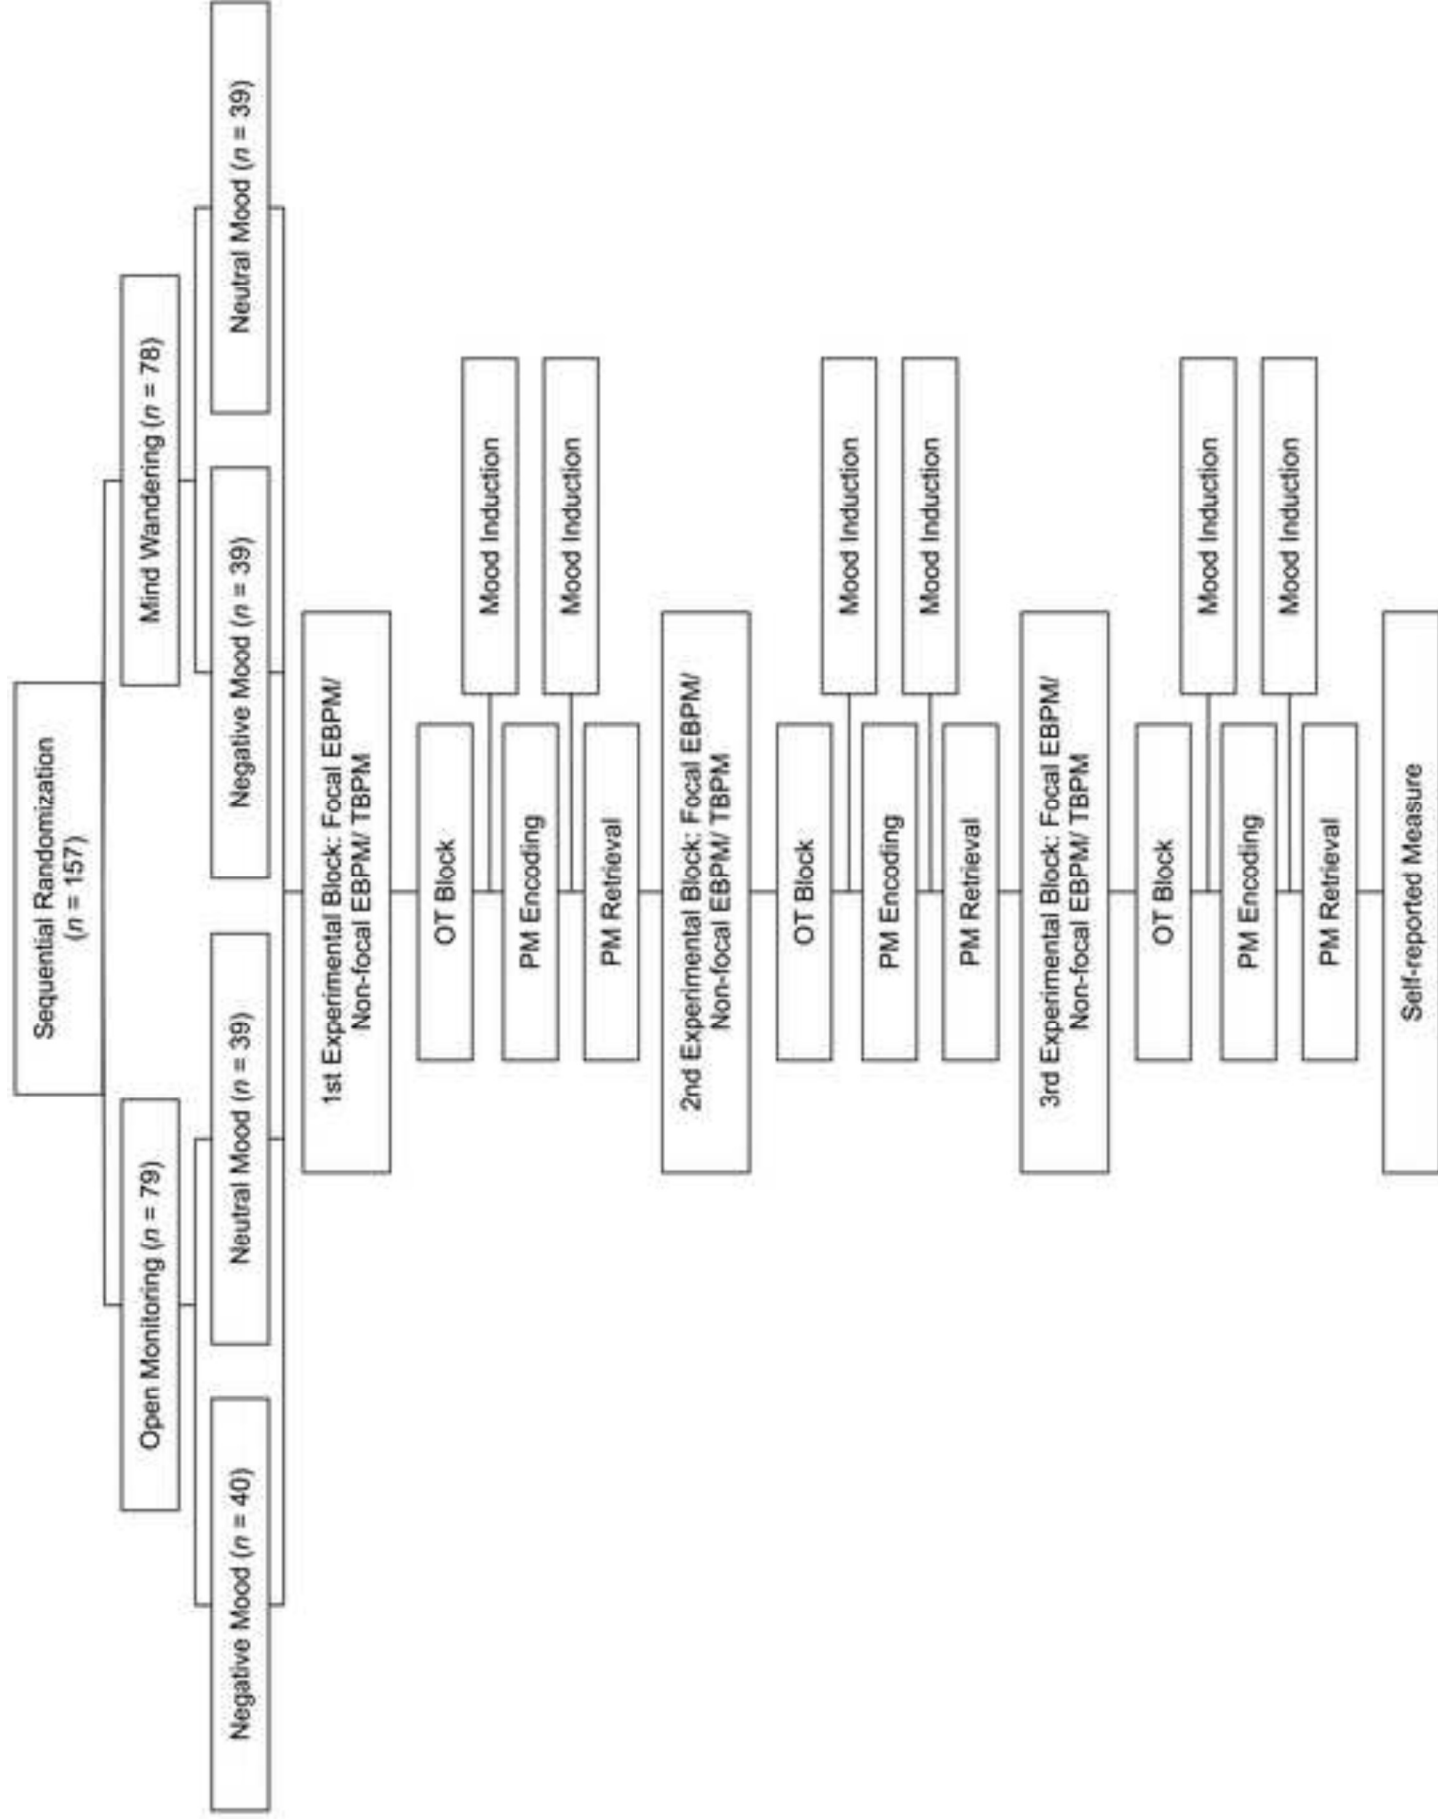 Sequential Randomization
(n = 157)
Open Monitoring (n = 79)
Mind Wandering (n = 78)
Negative Mood (n = 40)
Neutral Mood (n = 39)
Negative Mood (n = 39)
Neutral Mood (n = 39)
1st Experimental Block: Focal EBPM/
Non-focal EBPM/ TBPM
OT Block
Mood Induction
PM Encoding
Mood Induction
PM Retrieval
2nd Experimental Block: Focal EBPM/
Non-focal EBPM/ TBPM
OT Block
Mood Induction
PM Encoding
Mood Induction
PM Retrieval
3rd Experimental Block: Focal EBPM/
Non-focal EBPM/ TBPM
OT Block
Mood Induction
PM Encoding
Mood Induction
PM Retrieval
Self-reported Measure